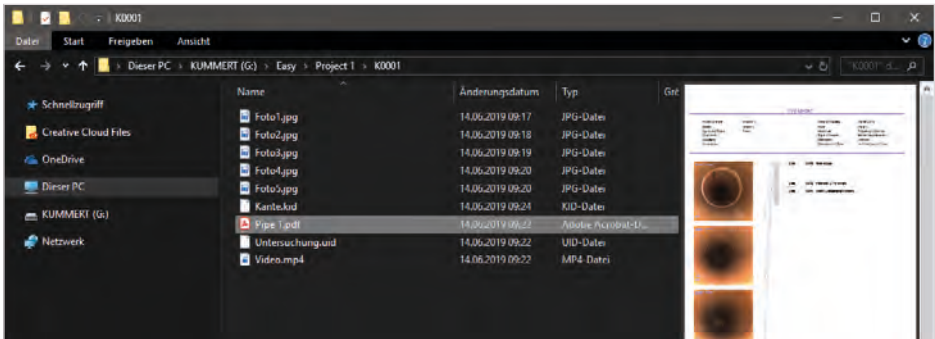 K0001
Datei Start Freigeben Ansicht
Dieser PC › KUMMERT (G:) › Easy › Project 1 › K0001 "K0001" d...
Name Änderungsdatum Typ Grö
Schnellzugriff
Creative Cloud Files
OneDrive
Dieser PC
KUMMERT (G:)
Netzwerk
Foto1.jpg 14.06.2019 09:17 JPG-Datei
Foto2.jpg 14.06.2019 09:18 JPG-Datei
Foto3.jpg 14.06.2019 09:19 JPG-Datei
Foto4.jpg 14.06.2019 09:20 JPG-Datei
Foto5.jpg 14.06.2019 09:20 JPG-Datei
Kante.kid 14.06.2019 09:24 KID-Datei
Pipe 1.pdf 14.06.2019 09:23 Adobe Acrobat-D...
Untersuchung.uid 14.06.2019 09:22 UID-Datei
Video.mp4 14.06.2019 09:22 MP4-Datei